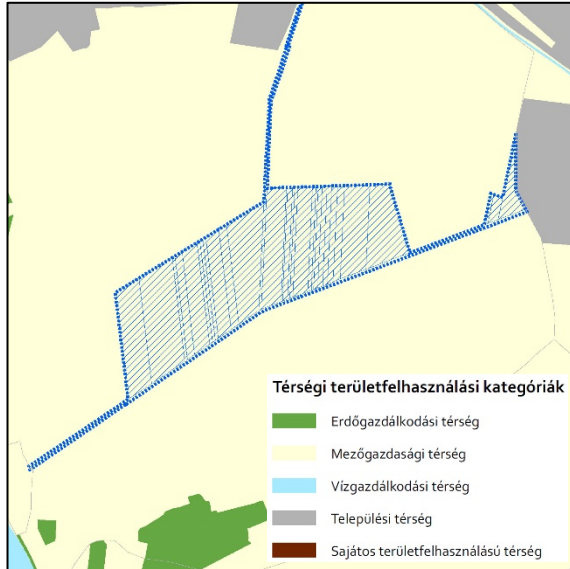 Térségi területfelhasználási kategóriák
Erdőgazdálkodási térség
Mezőgazdasági térség
Vízgazdálkodási térség
Települési térség
Sajátos területfelhasználású térség